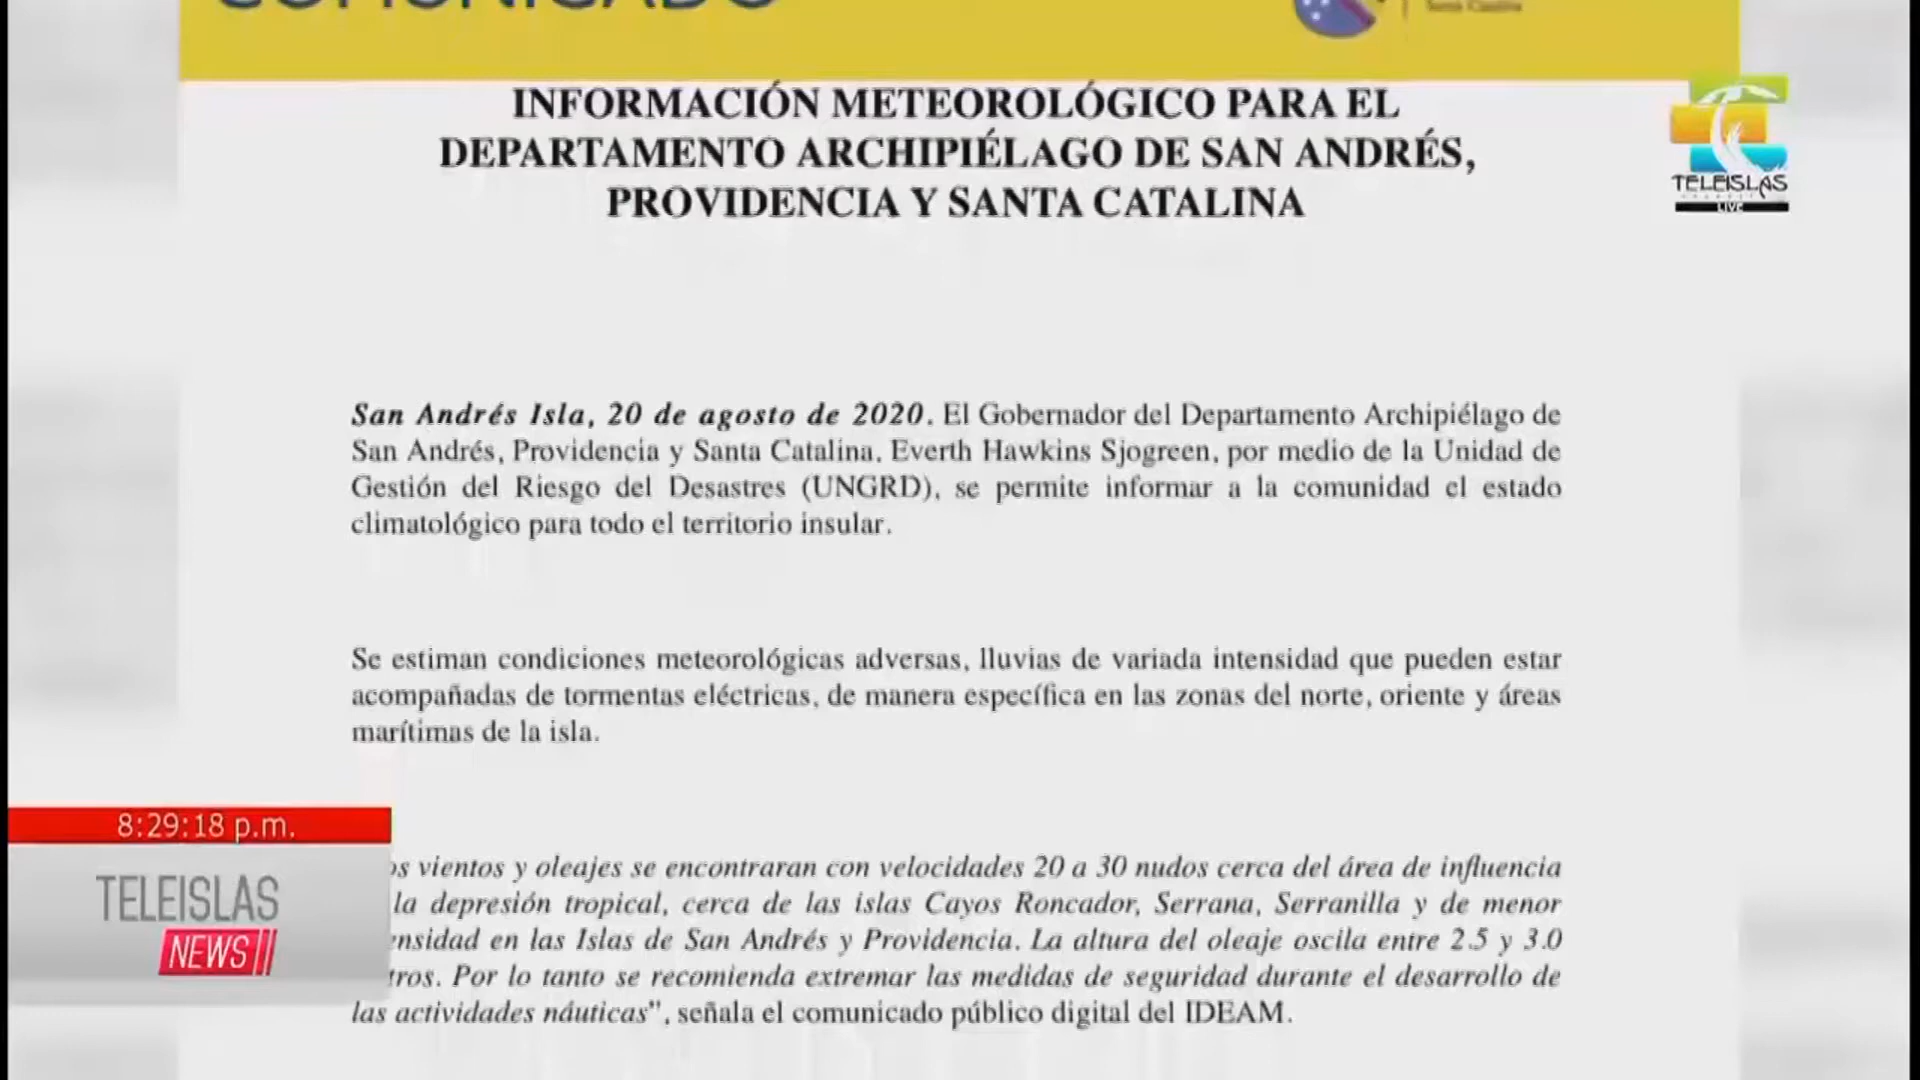 COMUNICADO
Santa Catalina
INFORMACIÓN METEOROLÓGICO PARA EL
DEPARTAMENTO ARCHIPIÉLAGO DE SAN ANDRÉS,
PROVIDENCIA Y SANTA CATALINA
TELEISLAS
LIVE
San Andrés Isla, 20 de agosto de 2020. El Gobernador del Departamento Archipiélago de
San Andrés, Providencia y Santa Catalina, Everth Hawkins Sjogreen, por medio de la Unidad de
Gestión del Riesgo del Desastres (UNGRD), se permite informar a la comunidad el estado
climatológico para todo el territorio insular.
Se estiman condiciones meteorológicas adversas, lluvias de variada intensidad que pueden estar
acompañadas de tormentas eléctricas, de manera específica en las zonas del norte, oriente y áreas
marítimas de la isla.
os vientos y oleajes se encontraran con velocidades 20 a 30 nudos cerca del área de influencia
la depresión tropical, cerca de las islas Cayos Roncador, Serrana, Serranilla y de menor
ensidad en las Islas de San Andrés y Providencia. La altura del oleaje oscila entre 2.5 y 3.0
tros. Por lo tanto se recomienda extremar las medidas de seguridad durante el desarrollo de
las actividades náuticas", señala el comunicado público digital del IDEAM.
8:29:18 p.m.
TELEISLAS
NEWS